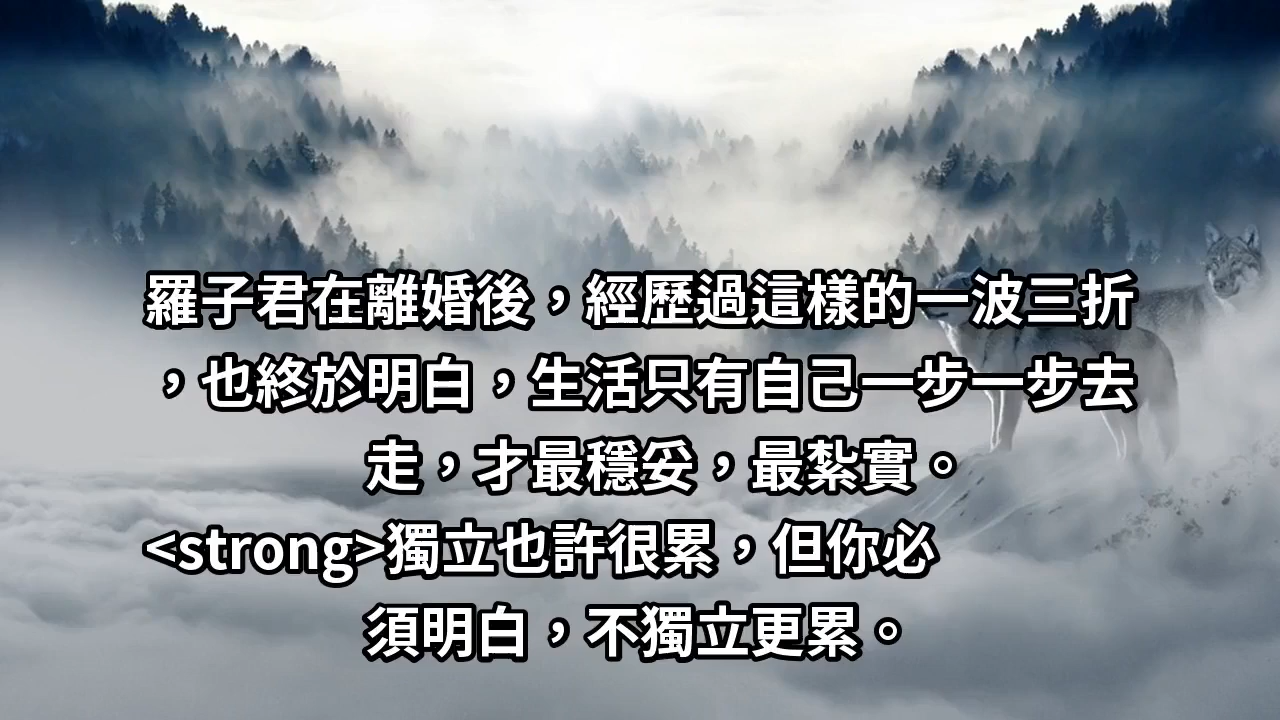 羅子君在離婚後，經歷過這樣的一波三折
，也終於明白，生活只有自己一步一步去
走，才最穩妥，最紮實。
<strong>獨立也許很累，但你必
須明白，不獨立更累。